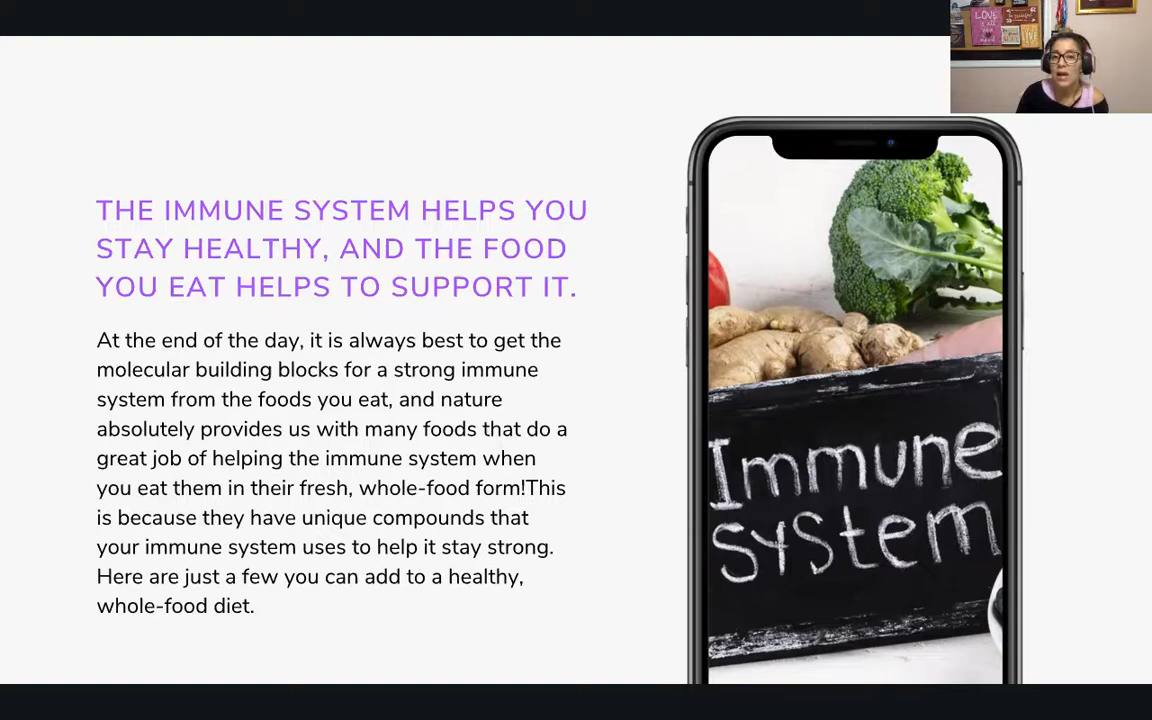 THE IMMUNE SYSTEM HELPS YOU
STAY HEALTHY, AND THE FOOD
YOU EAT HELPS TO SUPPORT IT.
At the end of the day, it is always best to get the
molecular building blocks for a strong immune
system from the foods you eat, and nature
absolutely provides us with many foods that do a
great job of helping the immune system when
you eat them in their fresh, whole-food form!This
is because they have unique compounds that
your immune system uses to help it stay strong.
Here are just a few you can add to a healthy,
whole-food diet.
Immune
System
LOVE